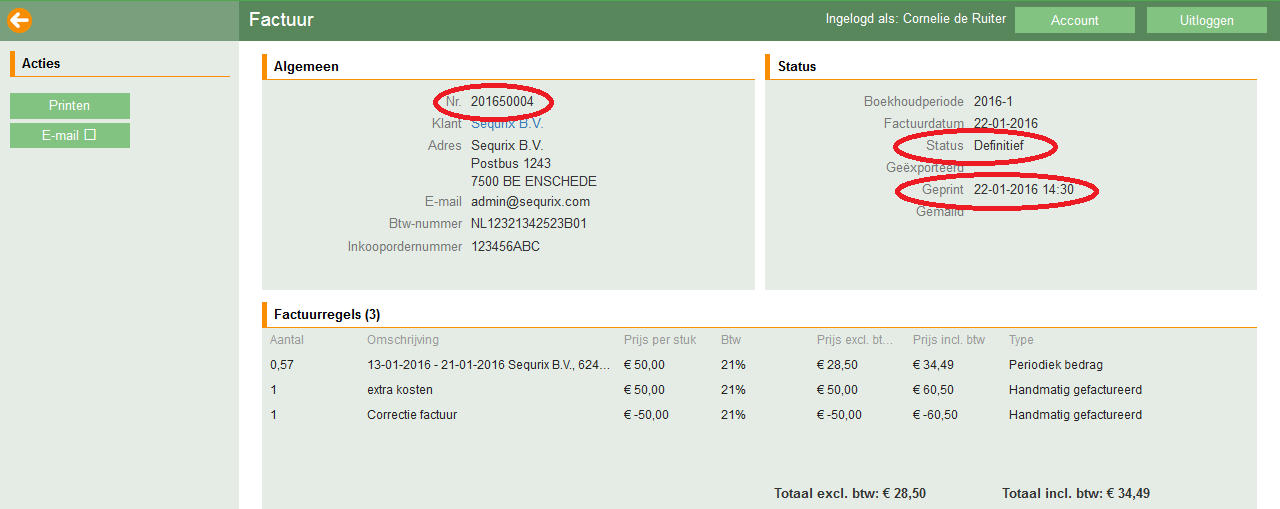 Factuur
Ingelogd als: Cornelie de Ruiter
Account
Uitloggen
Acties
Printen
E-mail
Algemeen
Nr. 201650004
Klant Sequrix B.V.
Adres Sequrix B.V.
Postbus 1243
7500 BE ENSCHEDE
E-mail admin@sequrix.com
Btw-nummer NL12321342523B01
Inkoopordernummer 123456ABC
Status
Boekhoudperiode 2016-1
Factuurdatum 22-01-2016
Status Definitief
Geëxporteerd
Geprint 22-01-2016 14:30
Gemaild
Factuurregels (3)
Aantal Omschrijving Prijs per stuk Btw Prijs excl. bt... Prijs incl. btw Type
0,57 13-01-2016 - 21-01-2016 Sequrix B.V., 624... € 50,00 21% € 28,50 € 34,49 Periodiek bedrag
1 extra kosten € 50,00 21% € 50,00 € 60,50 Handmatig gefactureerd
1 Correctie factuur € -50,00 21% € -50,00 € -60,50 Handmatig gefactureerd
Totaal excl. btw: € 28,50 Totaal incl. btw: € 34,49